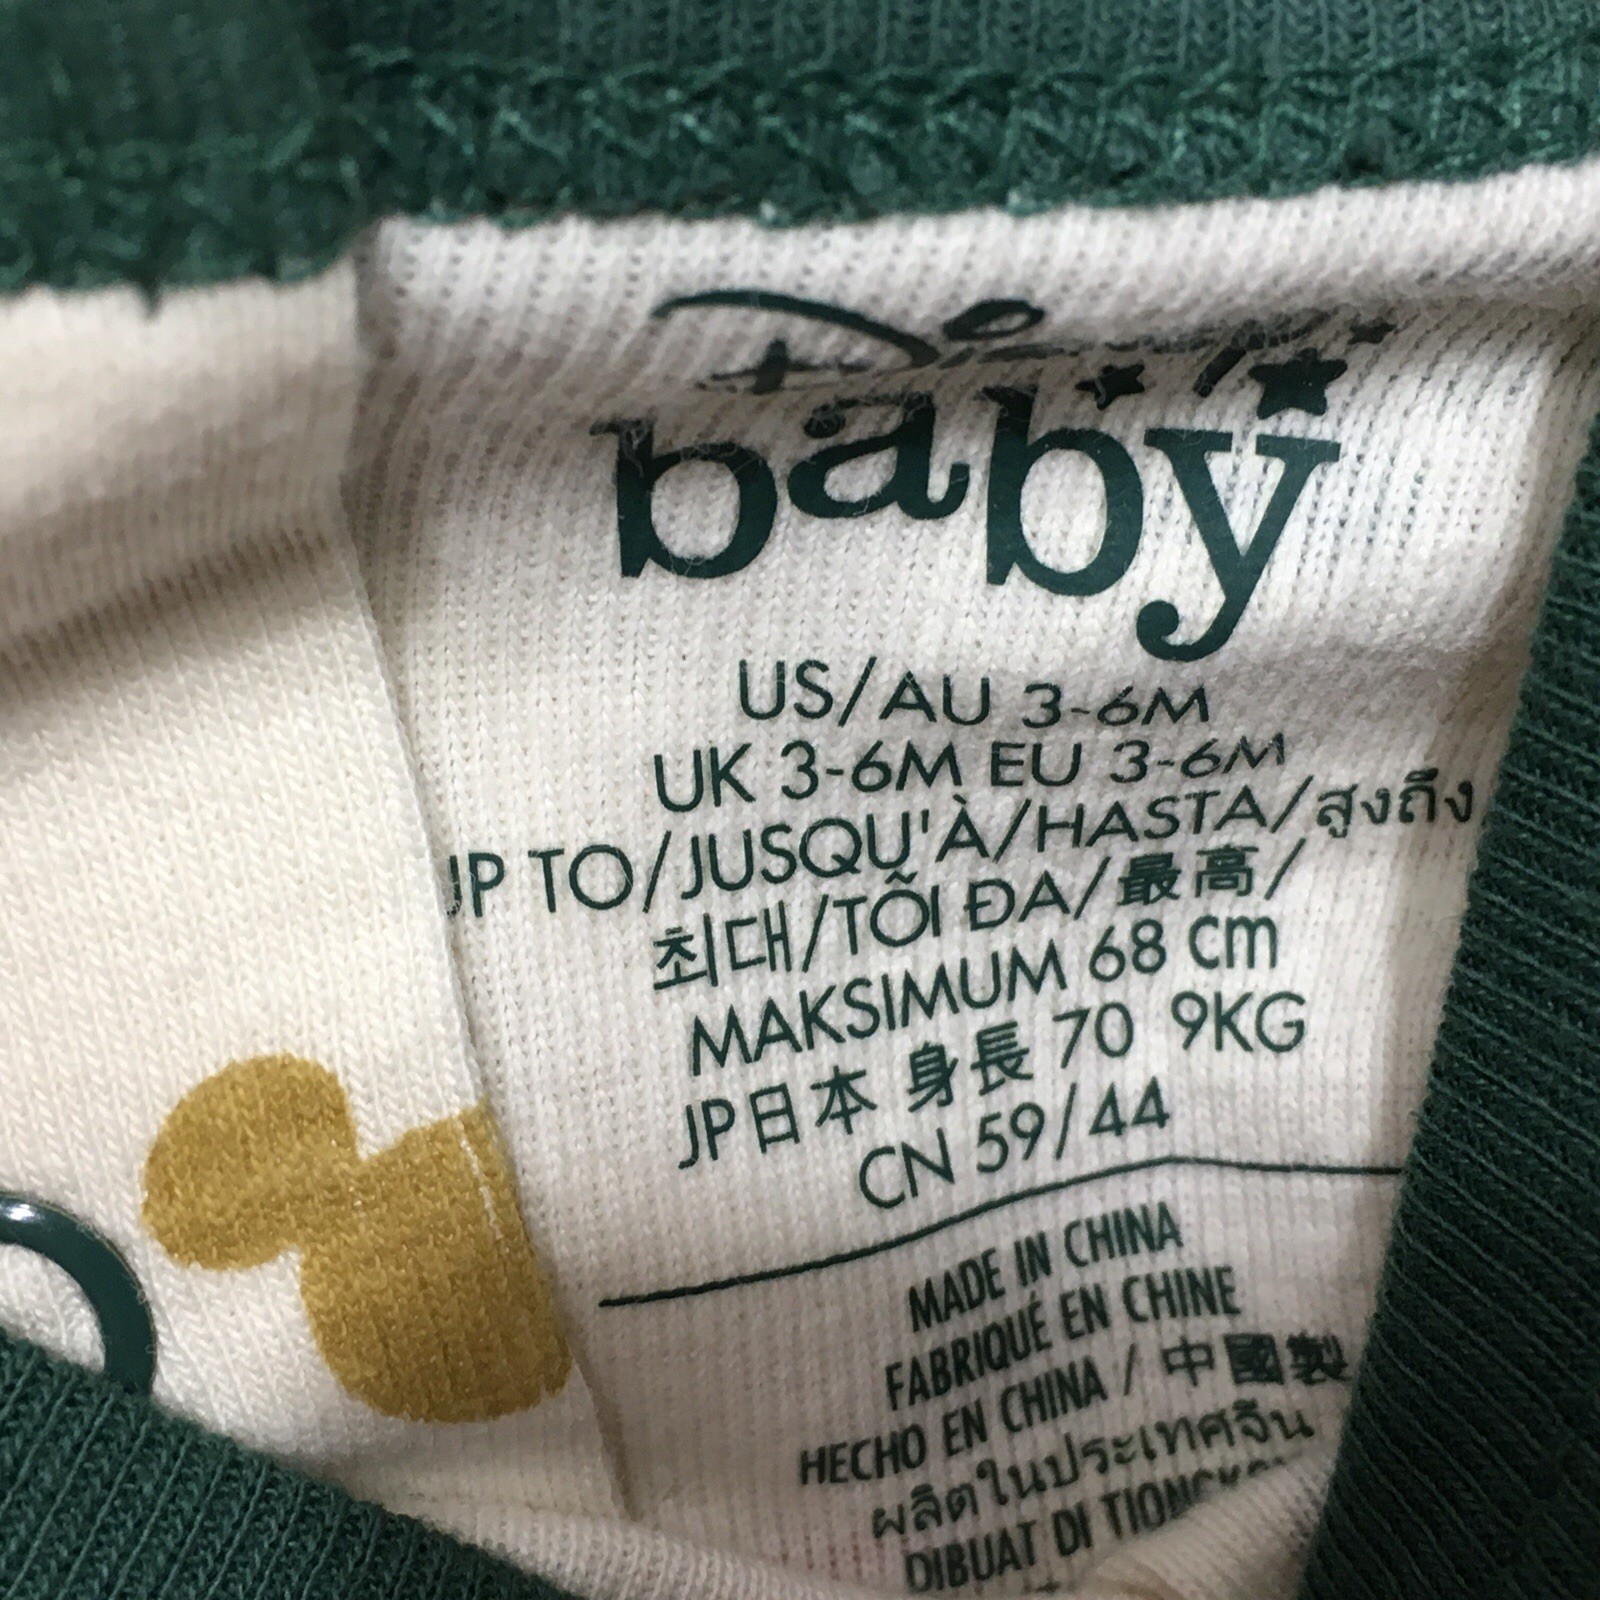 Disney
baby
US/AU 3-6M
UK 3-6M EU 3-6M
UP TO/JUSQU'À/HASTA/สูงถึง
최대/TỐI ĐA/最高/
MAKSIMUM 68 cm
JP日本 身長 70 9KG
CN 59/44
MADE IN CHINA
FABRIQUÉ EN CHINE
HECHO EN CHINA / 中國製
ผลิตในประเทศจีน
DIBUAT DI